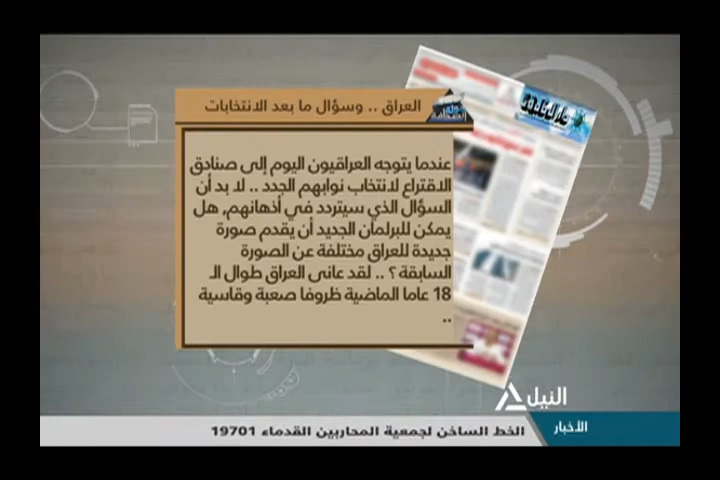 العراق .. وسؤال ما بعد الانتخابات
الصحافة
عندما يتوجه العراقيون اليوم إلى صنادق
الاقتراع لانتخاب نوابهم الجدد .. لا بد أن
السؤال الذي سيتردد في أذهانهم, هل
يمكن للبرلمان الجديد أن يقدم صورة
جديدة للعراق مختلفة عن الصورة
السابقة ؟ .. لقد عانى العراق طوال الـ
18 عاما الماضية ظروفا صعبة وقاسية
..
النيل
الأخبار
الخط الساخن لجمعية المحاربين القدماء 19701